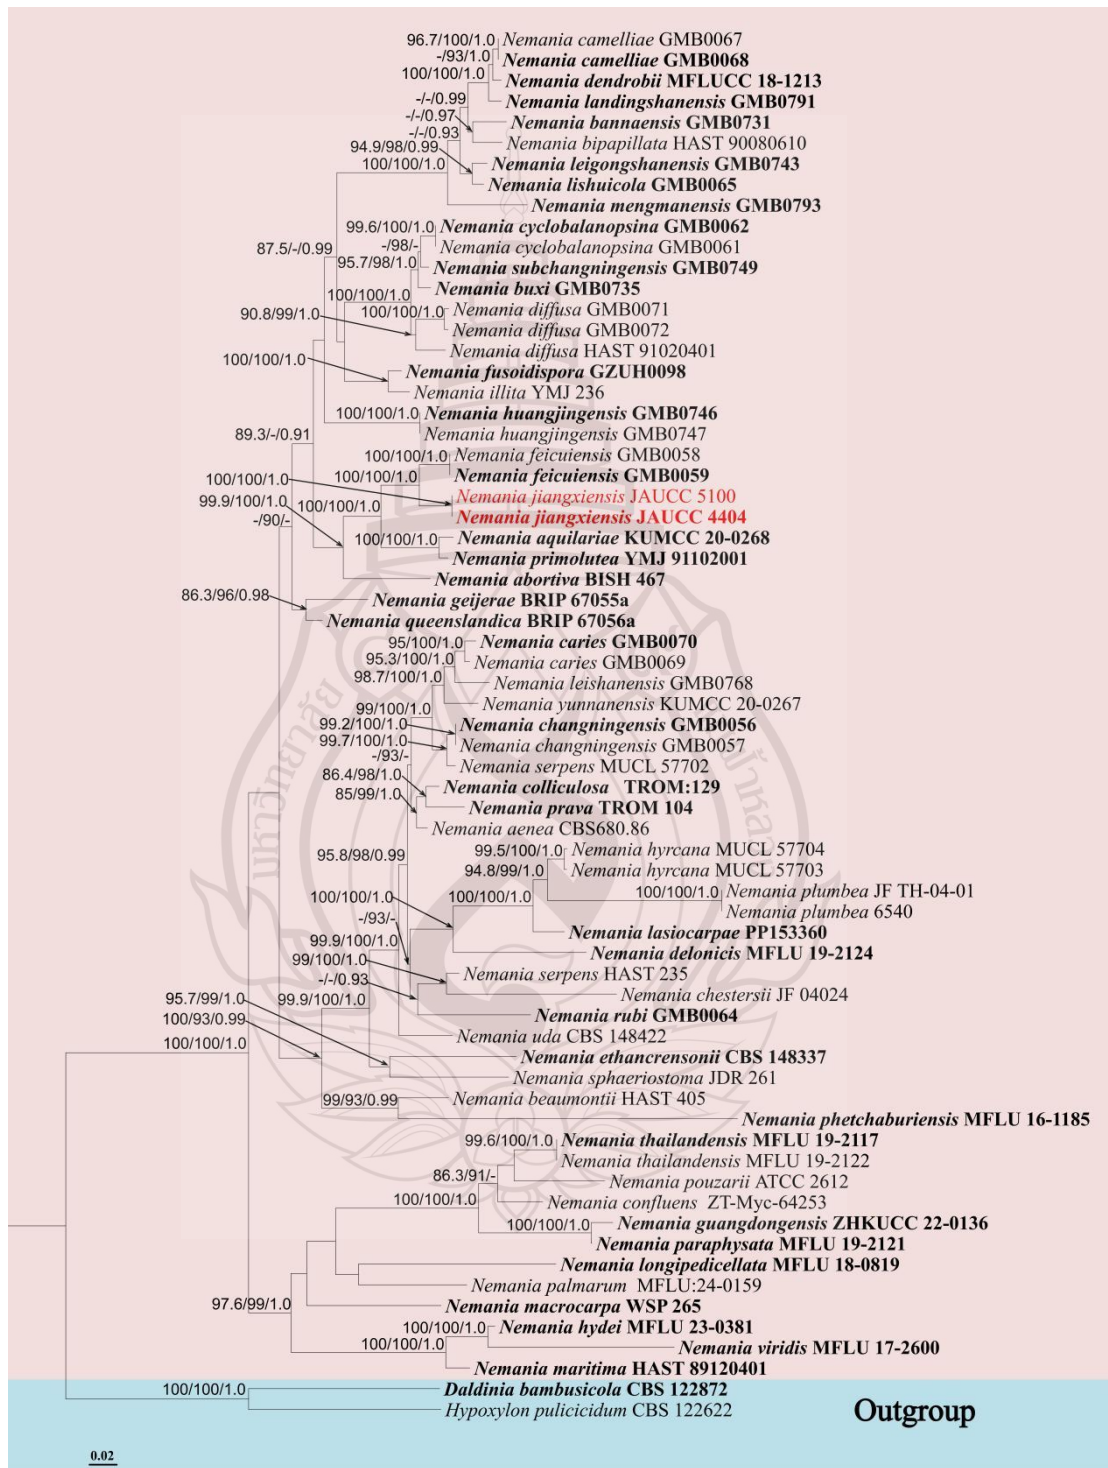 96.7/100/1.0 Nemania camelliae GMB0067
-/93/1.0 Nemania camelliae GMB0068
100/100/1.0 Nemania dendrobii MFLUCC 18-1213
Nemania landingshanensis GMB0791
-/-/0.99
-/-/0.97 Nemania bannaensis GMB0731
-/-/0.93
Nemania bipapillata HAST 90080610
94.9/98/0.99
100/100/1.0 Nemania leigongshanensis GMB0743
Nemania lishuicola GMB0065
Nemania mengmanensis GMB0793
99.6/100/1.0 Nemania cyclobalanopsina GMB0062
87.5/-/0.99 -/98/- Nemania cyclobalanopsina GMB0061
95.7/98/1.0 Nemania subchangningensis GMB0749
100/100/1.0 Nemania buxi GMB0735
90.8/99/1.0 100/100/1.0 Nemania diffusa GMB0071
Nemania diffusa GMB0072
Nemania diffusa HAST 91020401
100/100/1.0
Nemania fusoidispora GZUH0098
Nemania illita YMJ 236
100/100/1.0 Nemania huangjingensis GMB0746
89.3/-/0.91 Nemania huangjingensis GMB0747
100/100/1.0 Nemania feicuiensis GMB0058
100/100/1.0 100/100/1.0 Nemania feicuiensis GMB0059
99.9/100/1.0 100/100/1.0 Nemania jiangxiensis JAUCC 5100
-/90/- Nemania jiangxiensis JAUCC 4404
100/100/1.0 Nemania aquilariae KUMCC 20-0268
Nemania primolutea YMJ 91102001
Nemania abortiva BISH 467
86.3/96/0.98 Nemania geijerae BRIP 67055a
Nemania queenslandica BRIP 67056a
95/100/1.0 Nemania caries GMB0070
95.3/100/1.0 Nemania caries GMB0069
98.7/100/1.0 Nemania leishanensis GMB0768
Nemania yunnanensis KUMCC 20-0267
99/100/1.0
99.2/100/1.0 Nemania changningensis GMB0056
99.7/100/1.0 Nemania changningensis GMB0057
-/93/- Nemania serpens MUCL 57702
86.4/98/1.0 Nemania colliculosa TROM:129
85/99/1.0 Nemania prava TROM 104
Nemania aenea CBS680.86
99.5/100/1.0 Nemania hyrcana MUCL 57704
95.8/98/0.99 94.8/99/1.0 Nemania hyrcana MUCL 57703
100/100/1.0 100/100/1.0 100/100/1.0 Nemania plumbea JF TH-04-01
Nemania plumbea 6540
-/93/-
Nemania lasiocarpae PP153360
99.9/100/1.0 Nemania delonicis MFLU 19-2124
99/100/1.0
-/-/0.93 Nemania serpens HAST 235
95.7/99/1.0 99.9/100/1.0 Nemania chestersii JF 04024
100/93/0.99 Nemania rubi GMB0064
100/100/1.0 Nemania uda CBS 148422
Nemania ethancrensonii CBS 148337
Nemania sphaeriostoma JDR 261
99/93/0.99 Nemania beaumontii HAST 405
Nemania phetchaburiensis MFLU 16-1185
99.6/100/1.0 Nemania thailandensis MFLU 19-2117
Nemania thailandensis MFLU 19-2122
86.3/91/- Nemania pouzarii ATCC 2612
100/100/1.0 Nemania confluens ZT-Myc-64253
100/100/1.0 Nemania guangdongensis ZHKUCC 22-0136
Nemania paraphysata MFLU 19-2121
Nemania longipedicellata MFLU 18-0819
Nemania palmarum MFLU:24-0159
97.6/99/1.0 Nemania macrocarpa WSP 265
100/100/1.0 Nemania hydei MFLU 23-0381
100/100/1.0 Nemania viridis MFLU 17-2600
Nemania maritima HAST 89120401
100/100/1.0 Daldinia bambusicola CBS 122872
Hypoxylon pulicicidum CBS 122622
Outgroup
0.02